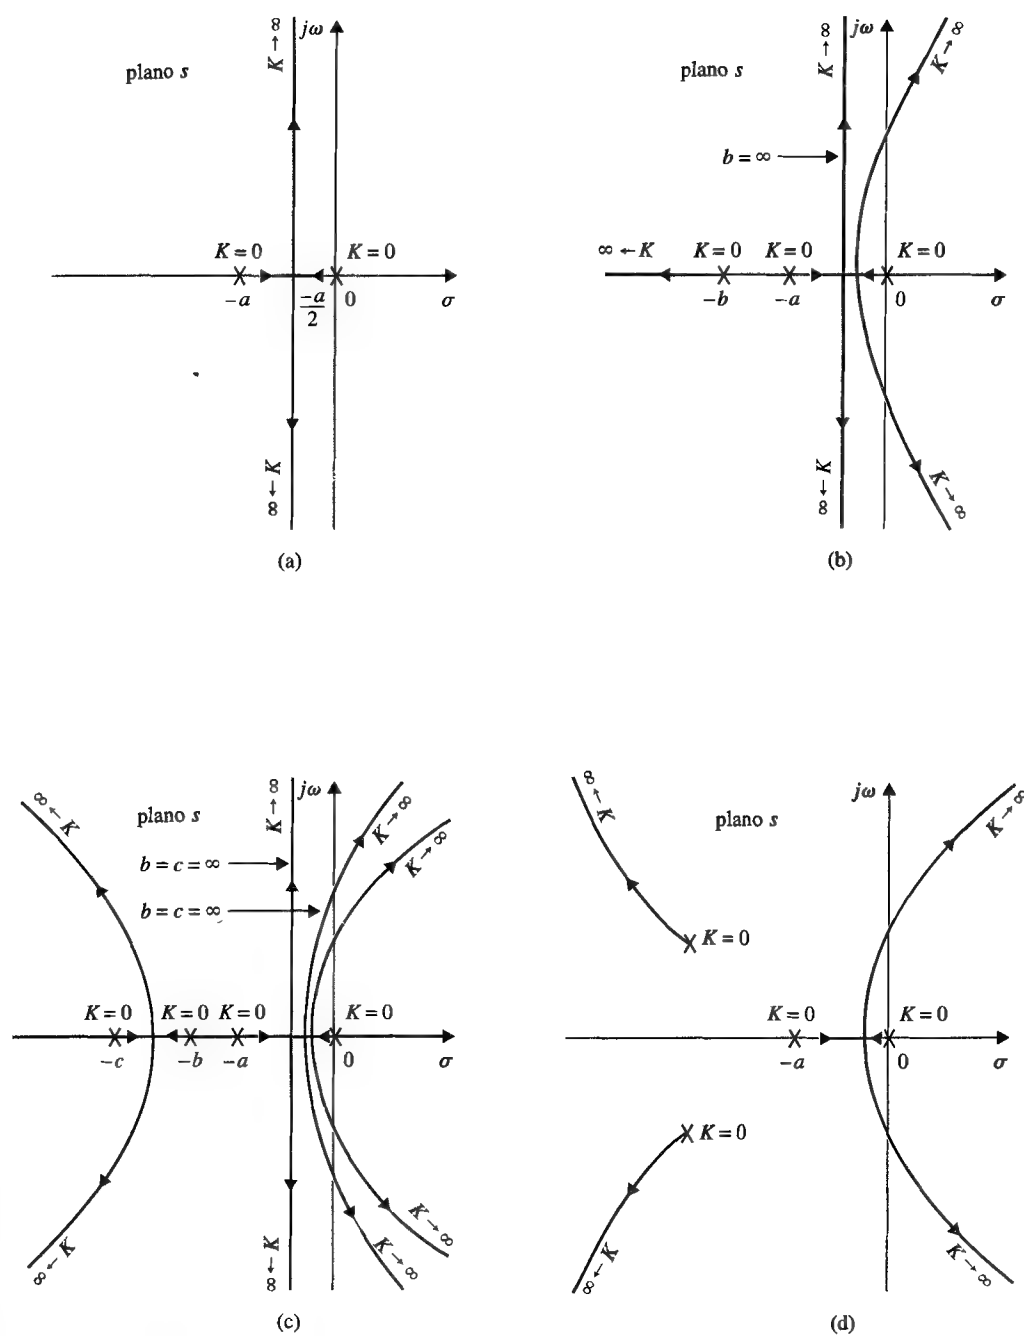 K→∞
jω
plano s
K=0
K=0
−a
−a/2
0
σ
K→∞
(a)
K→∞
jω
K→∞
plano s
b=∞
∞←K
K=0
K=0
K=0
−b
−a
0
σ
K→∞
K→∞
(b)
∞←K
plano s
K→∞
jω
K→∞
K→∞
b=c=∞
b=c=∞
K=0
K=0
K=0
K=0
−c
−b
−a
0
σ
∞←K
K→∞
K→∞
K→∞
(c)
∞←K
plano s
jω
K→∞
K=0
K=0
K=0
−a
0
σ
K=0
∞←K
K→∞
(d)